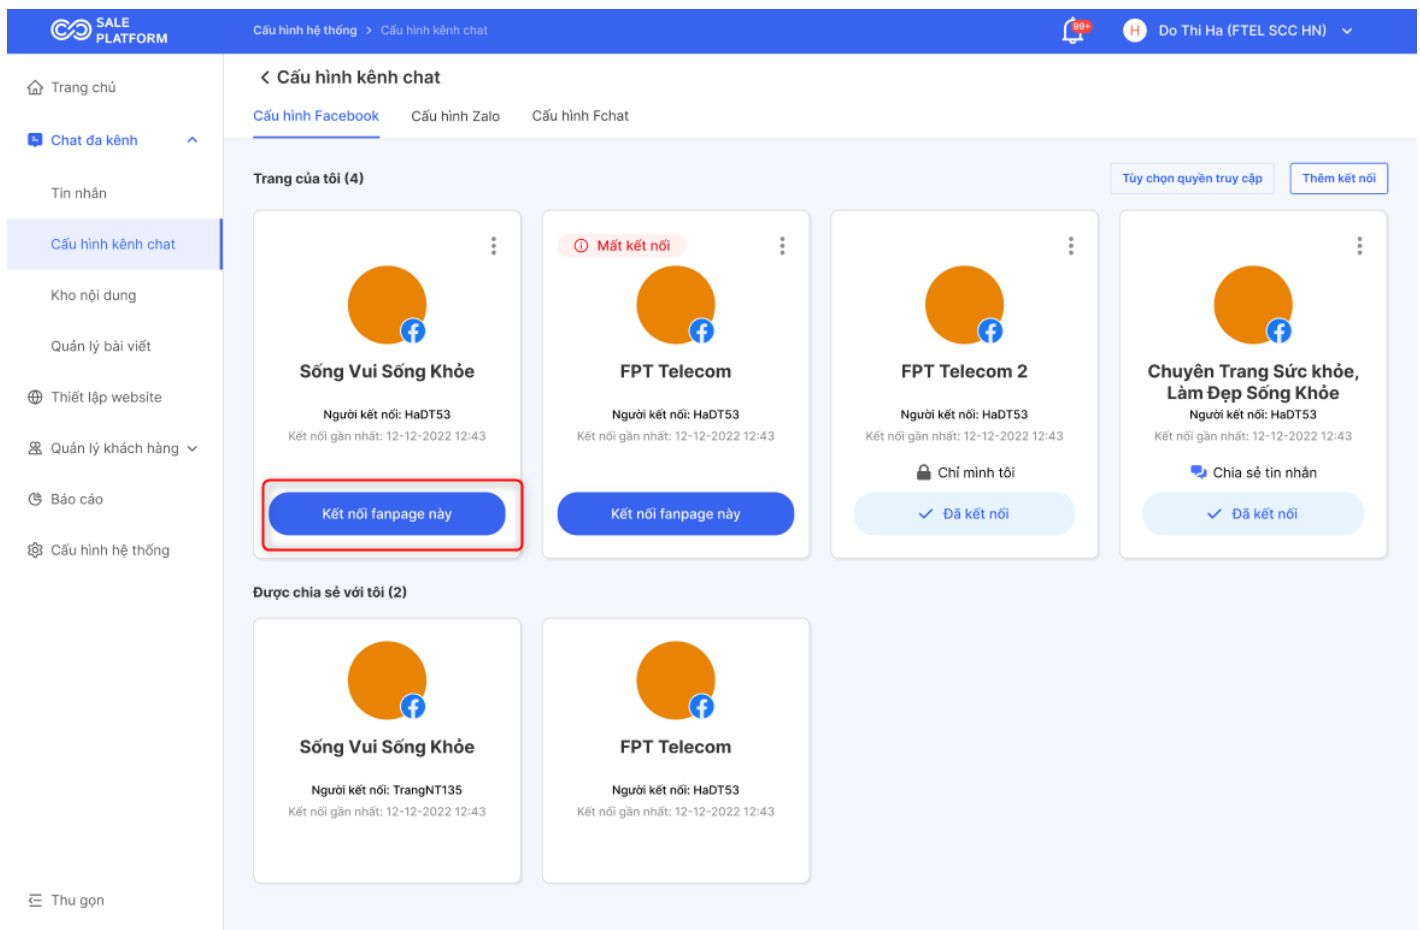 SALE
PLATFORM
Cấu hình hệ thống > Cấu hình kênh chat
99+
H
Do Thi Ha (FTEL SCC HN)
Trang chủ
Chat đa kênh
Tin nhắn
Cấu hình kênh chat
Kho nội dung
Quản lý bài viết
Thiết lập website
Quản lý khách hàng
Báo cáo
Cấu hình hệ thống
Thu gọn
Cấu hình kênh chat
Cấu hình Facebook
Cấu hình Zalo
Cấu hình Fchat
Trang của tôi (4)
Tùy chọn quyền truy cập
Thêm kết nối
Sống Vui Sống Khỏe
Người kết nối: HaDT53
Kết nối gần nhất: 12-12-2022 12:43
Kết nối fanpage này
Mất kết nối
FPT Telecom
Người kết nối: HaDT53
Kết nối gần nhất: 12-12-2022 12:43
Kết nối fanpage này
FPT Telecom 2
Người kết nối: HaDT53
Kết nối gần nhất: 12-12-2022 12:43
Chỉ mình tôi
Đã kết nối
Chuyên Trang Sức khỏe,
Làm Đẹp Sống Khỏe
Người kết nối: HaDT53
Kết nối gần nhất: 12-12-2022 12:43
Chia sẻ tin nhắn
Đã kết nối
Được chia sẻ với tôi (2)
Sống Vui Sống Khỏe
Người kết nối: TrangNT135
Kết nối gần nhất: 12-12-2022 12:43
FPT Telecom
Người kết nối: HaDT53
Kết nối gần nhất: 12-12-2022 12:43